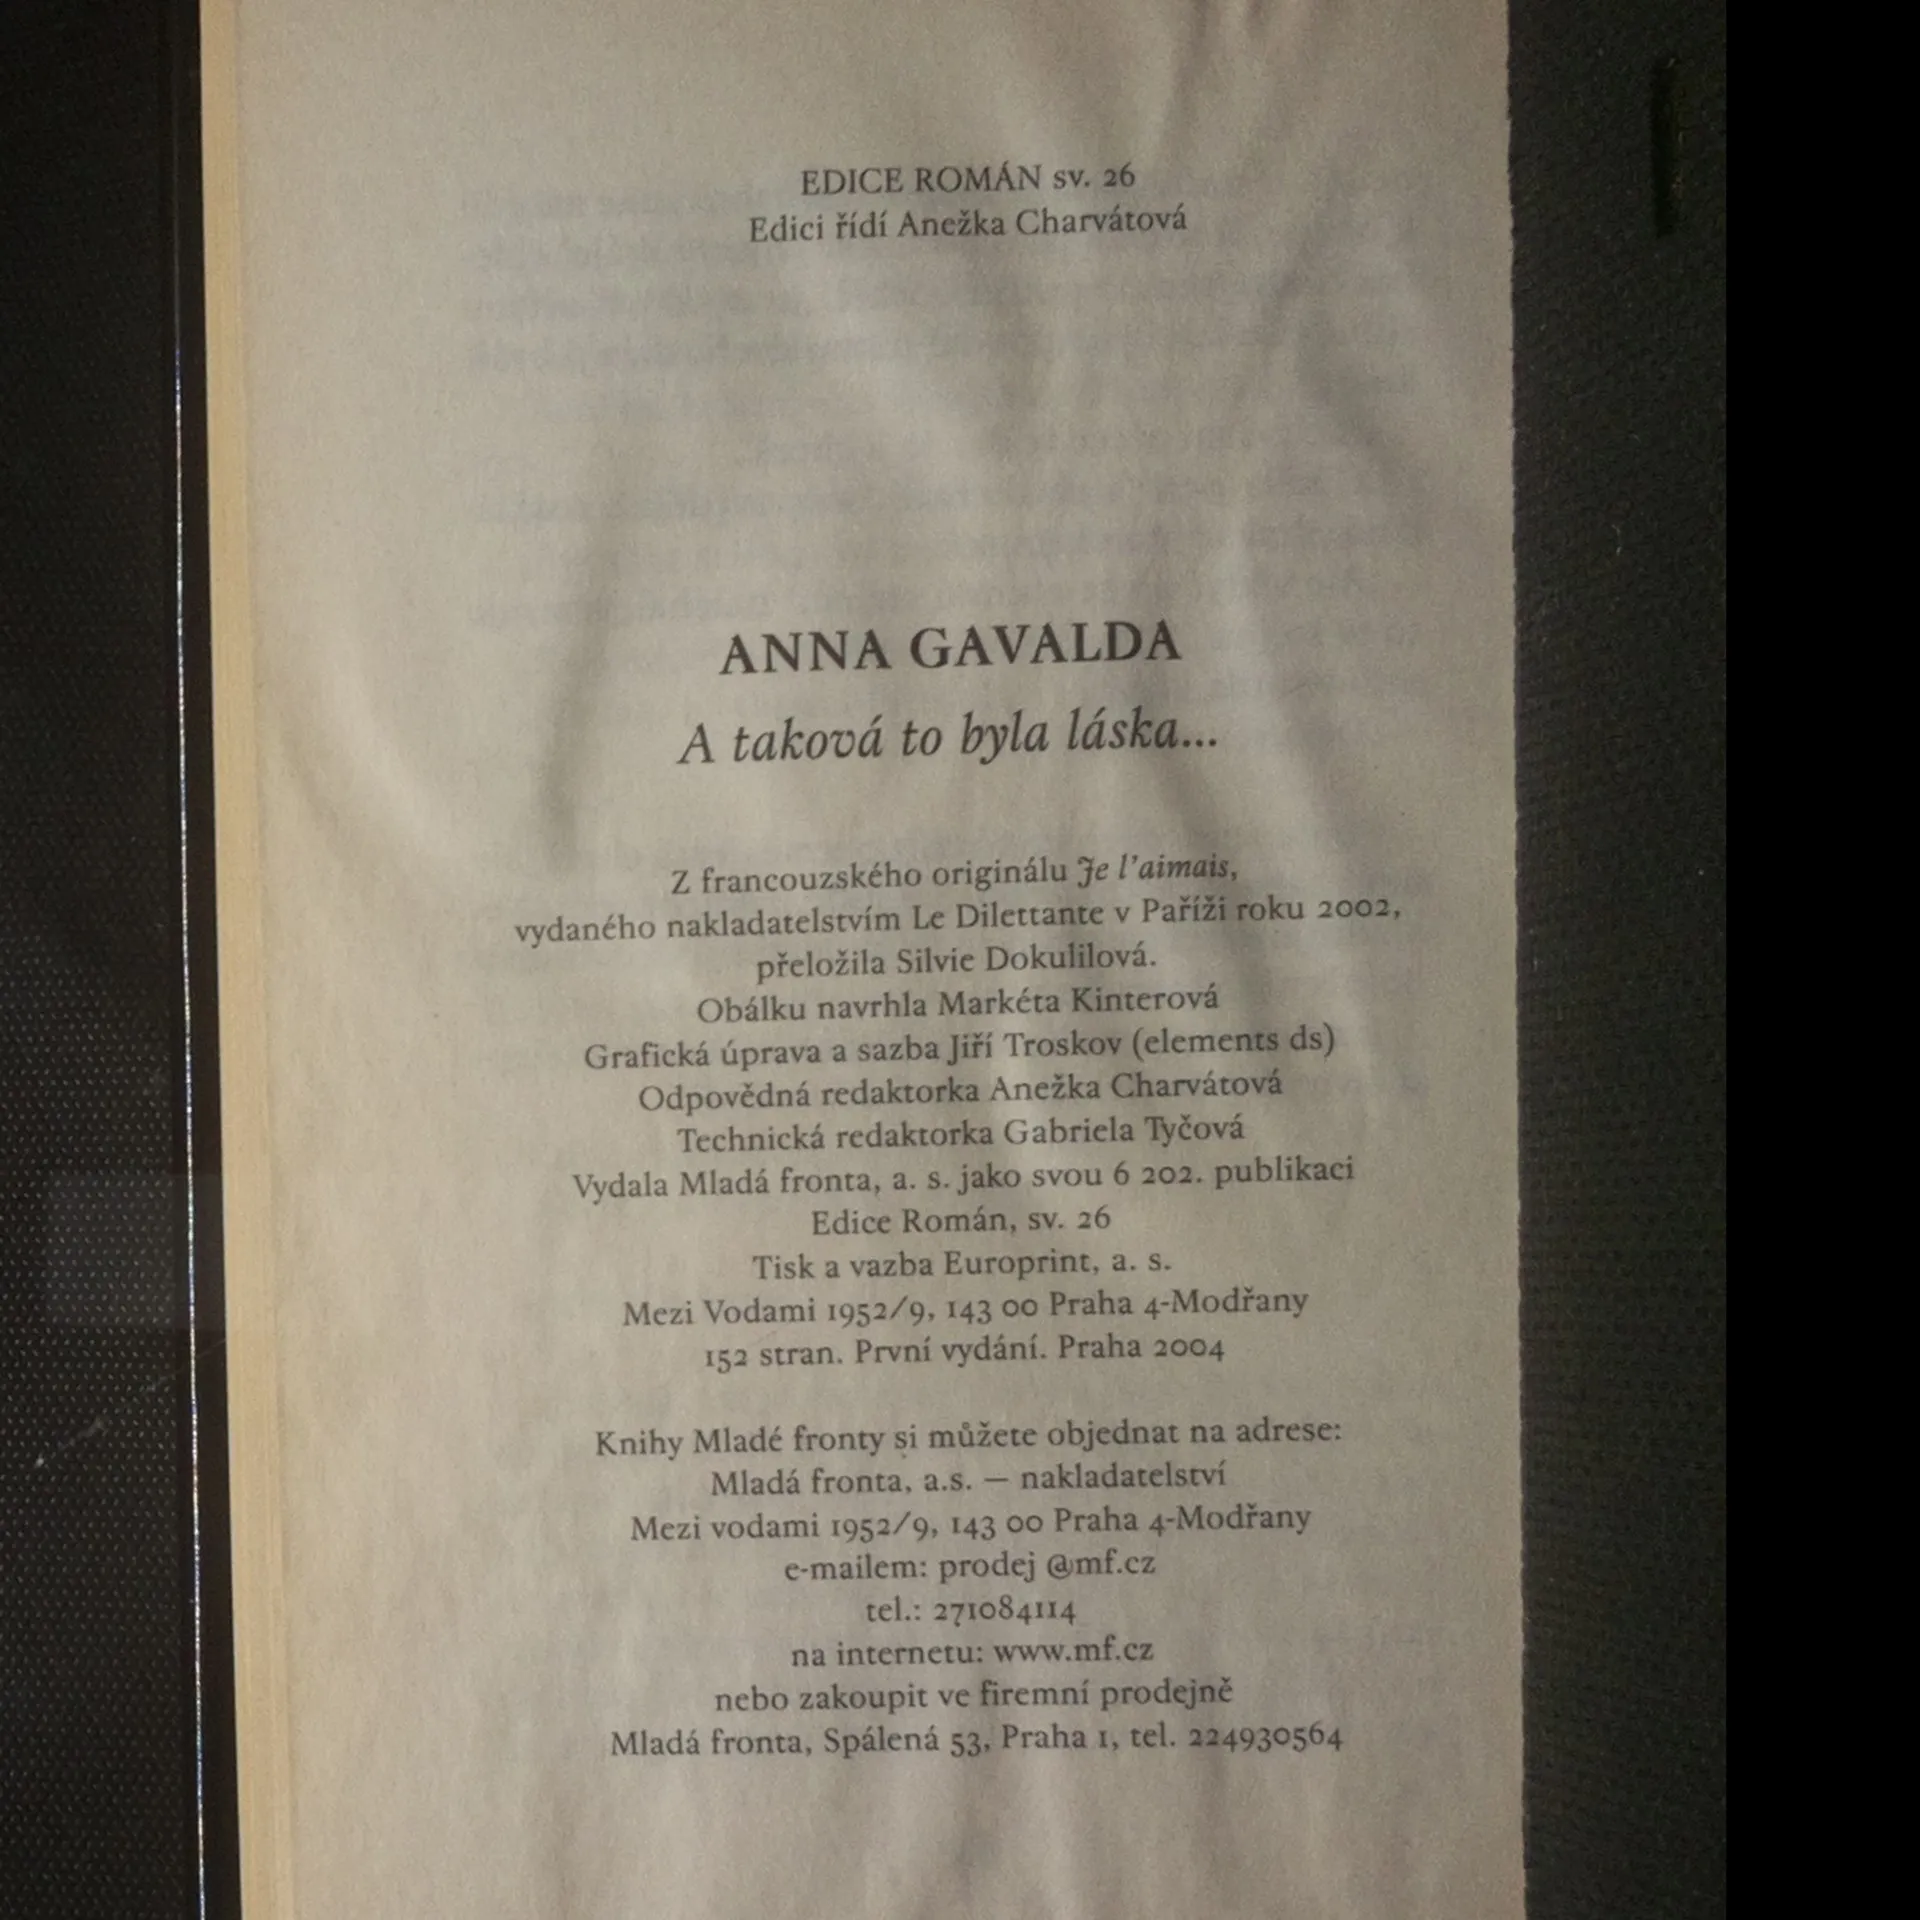 EDICE ROMÁN sv. 26
Edici řídí Anežka Charvátová
ANNA GAVALDA
A taková to byla láska...
Z francouzského originálu Je l’aimais,
vydaného nakladatelstvím Le Dilettante v Paříži roku 2002,
přeložila Silvie Dokulilová.
Obálku navrhla Markéta Kinterová
Grafická úprava a sazba Jiří Troskov (elements ds)
Odpovědná redaktorka Anežka Charvátová
Technická redaktorka Gabriela Tyčová
Vydala Mladá fronta, a. s. jako svou 6 202. publikaci
Edice Román, sv. 26
Tisk a vazba Europrint, a. s.
Mezi Vodami 1952/9, 143 00 Praha 4-Modřany
152 stran. První vydání. Praha 2004
Knihy Mladé fronty si můžete objednat na adrese:
Mladá fronta, a.s. — nakladatelství
Mezi vodami 1952/9, 143 00 Praha 4-Modřany
e-mailem: prodej @mf.cz
tel.: 271084114
na internetu: www.mf.cz
nebo zakoupit ve firemní prodejně
Mladá fronta, Spálená 53, Praha 1, tel. 224930564